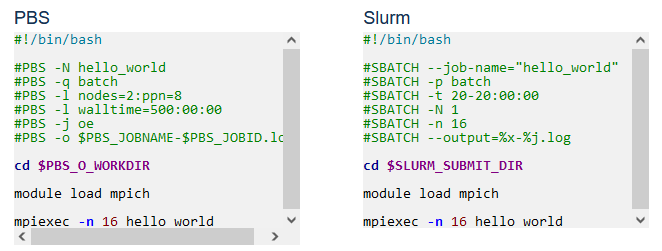 PBS
#!/bin/bash
#PBS -N hello_world
#PBS -q batch
#PBS -l nodes=2:ppn=8
#PBS -l walltime=500:00:00
#PBS -j oe
#PBS -o $PBS_JOBNAME-$PBS_JOBID.lo
cd $PBS_O_WORKDIR
module load mpich
mpiexec -n 16 hello_world
Slurm
#!/bin/bash
#SBATCH --job-name="hello_world"
#SBATCH -p batch
#SBATCH -t 20-20:00:00
#SBATCH -N 1
#SBATCH -n 16
#SBATCH --output=%x-%j.log
cd $SLURM_SUBMIT_DIR
module load mpich
mpiexec -n 16 hello_world